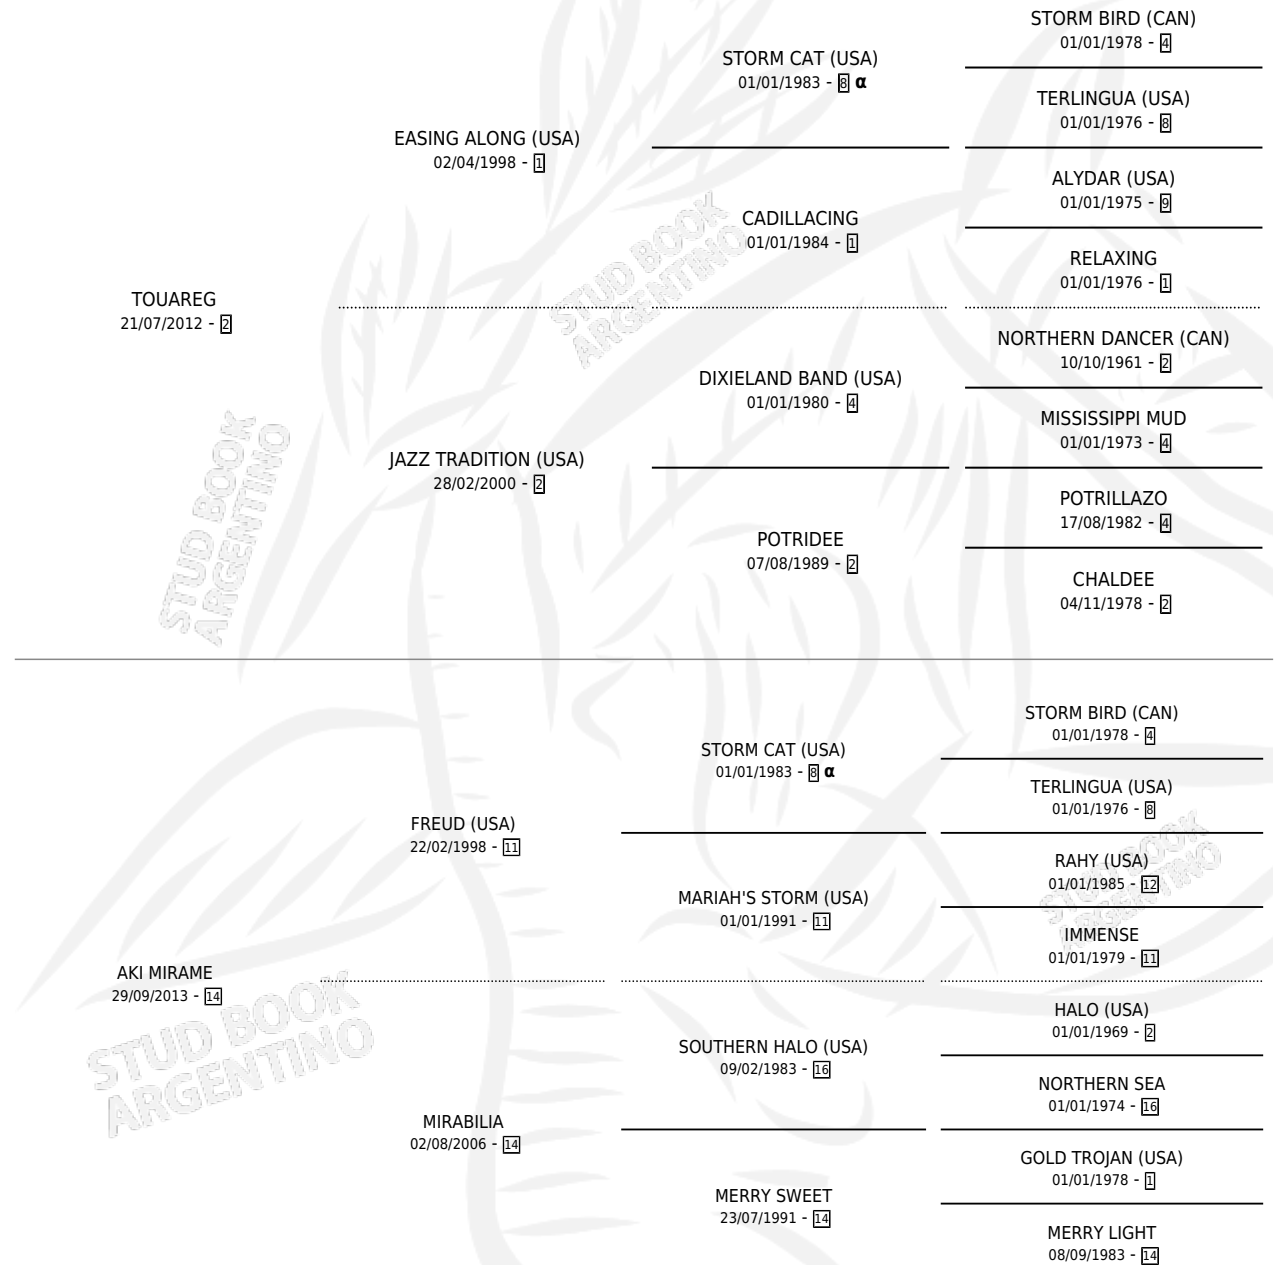 STORM BIRD (CAN)
01/01/1978 - 4
STORM CAT (USA)
01/01/1983 - 8 α
TERLINGUA (USA)
01/01/1976 - 8
EASING ALONG (USA)
02/04/1998 - 1
ALYDAR (USA)
01/01/1975 - 9
CADILLACING
01/01/1984 - 1
RELAXING
01/01/1976 - 1
TOUAREG
21/07/2012 - 2
NORTHERN DANCER (CAN)
10/10/1961 - 2
DIXIELAND BAND (USA)
01/01/1980 - 4
MISSISSIPPI MUD
01/01/1973 - 4
JAZZ TRADITION (USA)
28/02/2000 - 2
POTRILLAZO
17/08/1982 - 4
POTRIDEE
07/08/1989 - 2
CHALDEE
04/11/1978 - 2
STUD BOOK
ARGENTINO
STUD BOOK
ARGENTINO
STORM BIRD (CAN)
01/01/1978 - 4
STORM CAT (USA)
01/01/1983 - 8 α
TERLINGUA (USA)
01/01/1976 - 8
FREUD (USA)
22/02/1998 - 11
RAHY (USA)
01/01/1985 - 12
MARIAH'S STORM (USA)
01/01/1991 - 11
IMMENSE
01/01/1979 - 11
AKI MIRAME
29/09/2013 - 14
HALO (USA)
01/01/1969 - 2
SOUTHERN HALO (USA)
09/02/1983 - 16
NORTHERN SEA
01/01/1974 - 16
MIRABILIA
02/08/2006 - 14
GOLD TROJAN (USA)
01/01/1978 - 1
MERRY SWEET
23/07/1991 - 14
MERRY LIGHT
08/09/1983 - 14
STUD BOOK
ARGENTINO
STUD BOOK
ARGENTINO